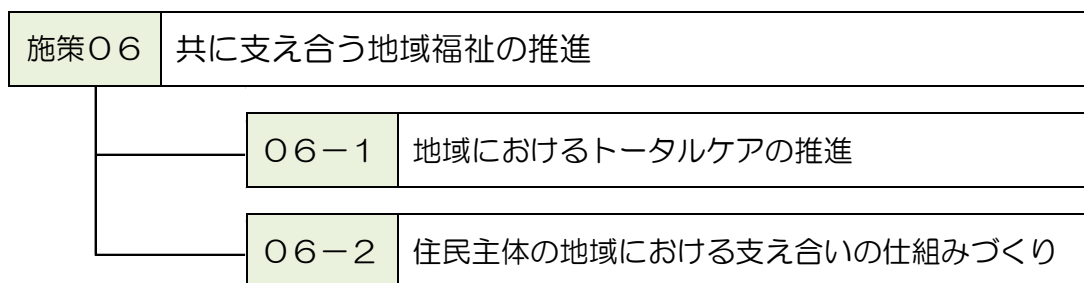 施策０６ 共に支え合う地域福祉の推進
０６－１ 地域におけるトータルケアの推進
０６－２ 住民主体の地域における支え合いの仕組みづくり